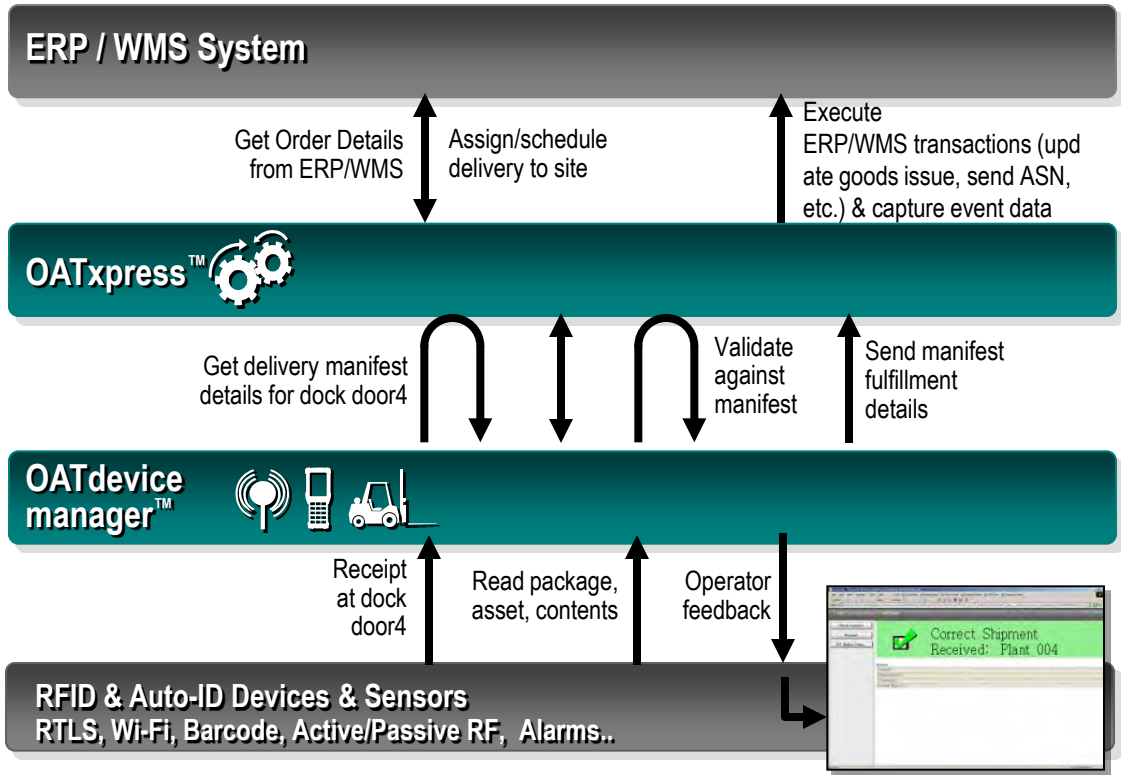 ERP / WMS System
Get Order Details
from ERP/WMS
Assign/schedule
delivery to site
Execute
ERP/WMS transactions (upd
ate goods issue, send ASN,
etc.) & capture event data
OATxpress™
Get delivery manifest
details for dock door4
Validate
against
manifest
Send manifest
fulfillment
details
OATdevice
manager™
Receipt
at dock
door4
Read package,
asset, contents
Operator
feedback
Correct Shipment
Received: Plant 004
RFID & Auto-ID Devices & Sensors
RTLS, Wi-Fi, Barcode, Active/Passive RF, Alarms..